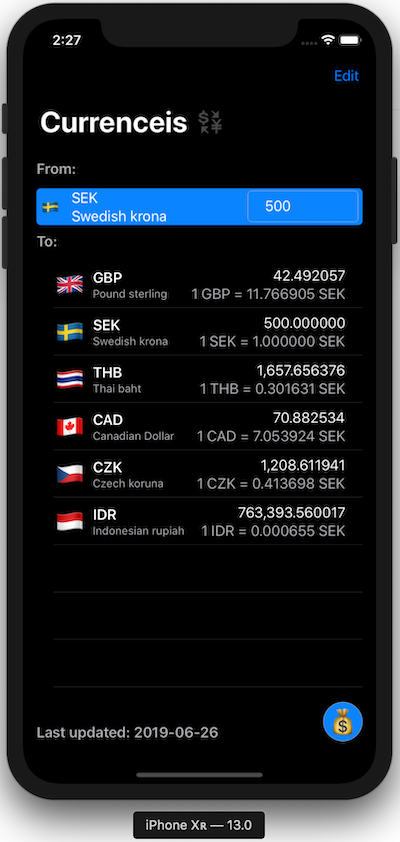 2:27
Edit
Currenceis
From:
SEK
Swedish krona
500
To:
GBP
42.492057
Pound sterling
1 GBP = 11.766905 SEK
SEK
500.000000
Swedish krona
1 SEK = 1.000000 SEK
THB
1,657.656376
Thai baht
1 THB = 0.301631 SEK
CAD
70.882534
Canadian Dollar
1 CAD = 7.053924 SEK
CZK
1,208.611941
Czech koruna
1 CZK = 0.413698 SEK
IDR
763,393.560017
Indonesian rupiah
1 IDR = 0.000655 SEK
Last updated: 2019-06-26
iPhone Xʀ — 13.0